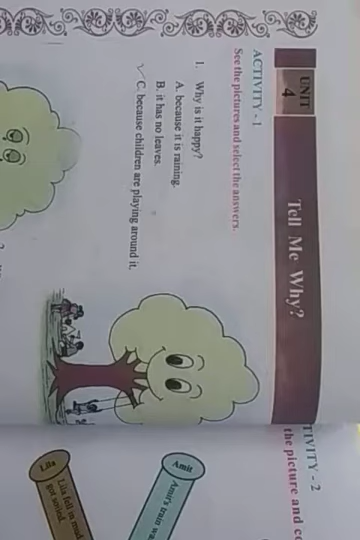 UNIT
4
Tell Me Why?
ACTIVITY - 1
See the pictures and select the answers.
1. Why is it happy?
A. because it is raining.
B. it has no leaves.
C. because children are playing around it.
TIVITY - 2
the picture and co
Amit
Amit's train wa
Lila
Lila fell in mud
got soiled.